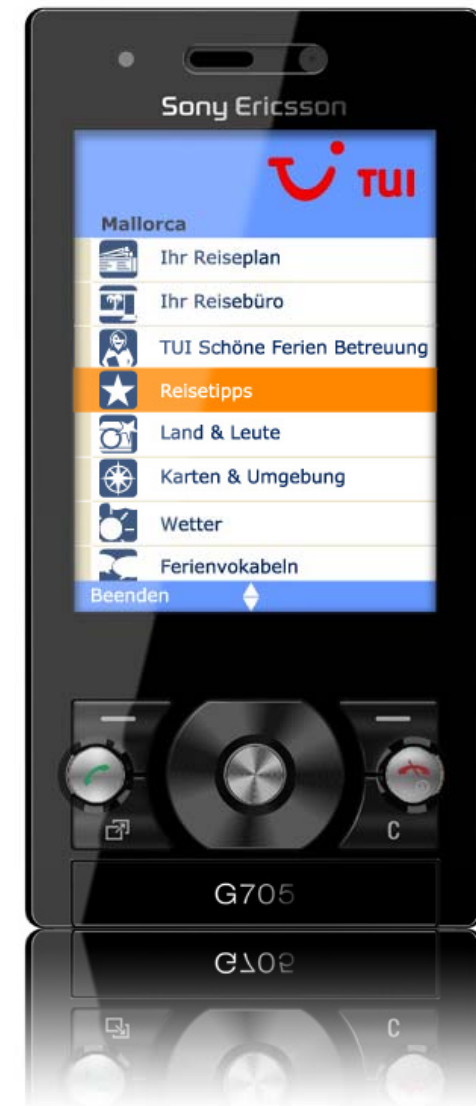 Sony Ericsson
TUI
Mallorca
Ihr Reiseplan
Ihr Reisebüro
TUI Schöne Ferien Betreuung
Reisetipps
Land & Leute
Karten & Umgebung
Wetter
Ferienvokabeln
Beenden
C
G705
G705
C